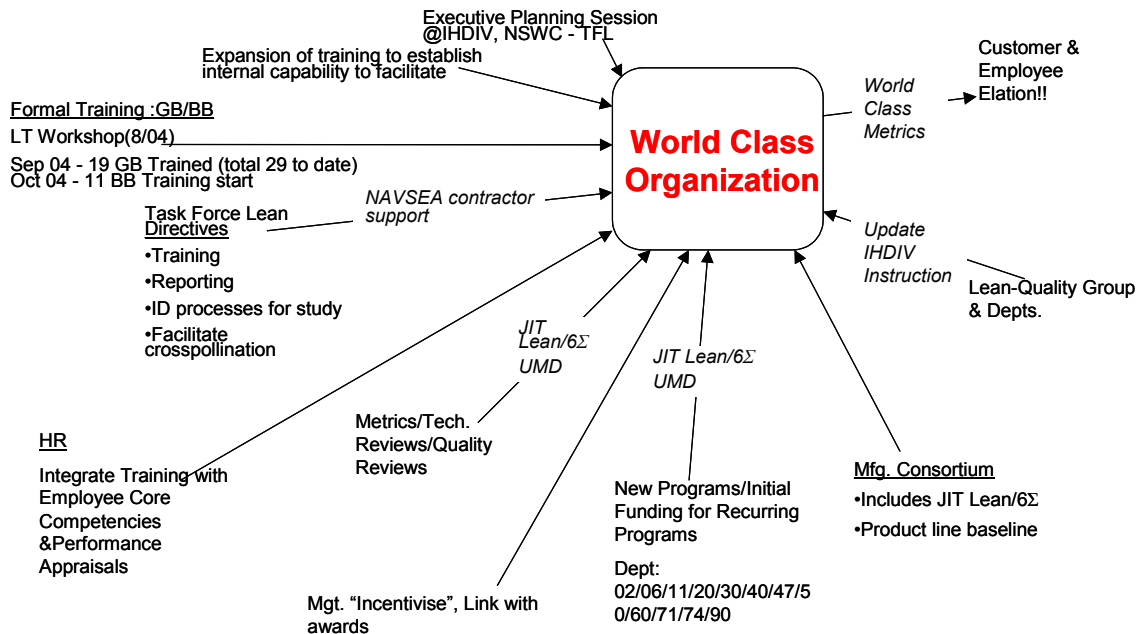 Executive Planning Session
@IHDIV, NSWC - TFL
Expansion of training to establish
internal capability to facilitate
Customer &
Employee
Elation!!
World
Class
Metrics
Formal Training :GB/BB
LT Workshop(8/04)
Sep 04 - 19 GB Trained (total 29 to date)
Oct 04 - 11 BB Training start
World Class
Organization
NAVSEA contractor
support
Task Force Lean
Directives
•Training
•Reporting
•ID processes for study
•Facilitate
crosspollination
Update
IHDIV
Instruction
Lean-Quality Group
& Depts.
JIT
Lean/6Σ
UMD
JIT Lean/6Σ
UMD
Metrics/Tech.
Reviews/Quality
Reviews
HR
Integrate Training with
Employee Core
Competencies
&Performance
Appraisals
New Programs/Initial
Funding for Recurring
Programs
Dept:
02/06/11/20/30/40/47/5
0/60/71/74/90
Mfg. Consortium
•Includes JIT Lean/6Σ
•Product line baseline
Mgt. “Incentivise”, Link with
awards